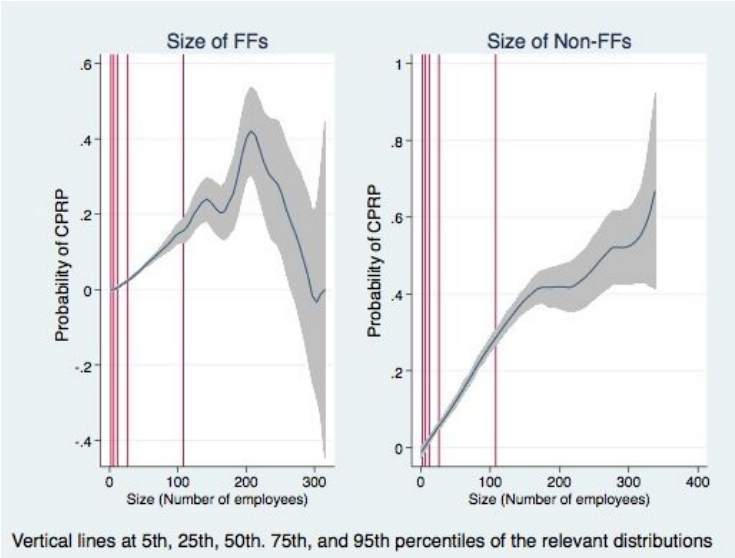 Size of FFs
Probability of CPRP
.6
.4
.2
0
-.2
-.4
0 100 200 300
Size (Number of employees)
Size of Non-FFs
Probability of CPRP
1
.8
.6
.4
.2
0
0 100 200 300 400
Size (Number of employees)
Vertical lines at 5th, 25th, 50th. 75th, and 95th percentiles of the relevant distributions